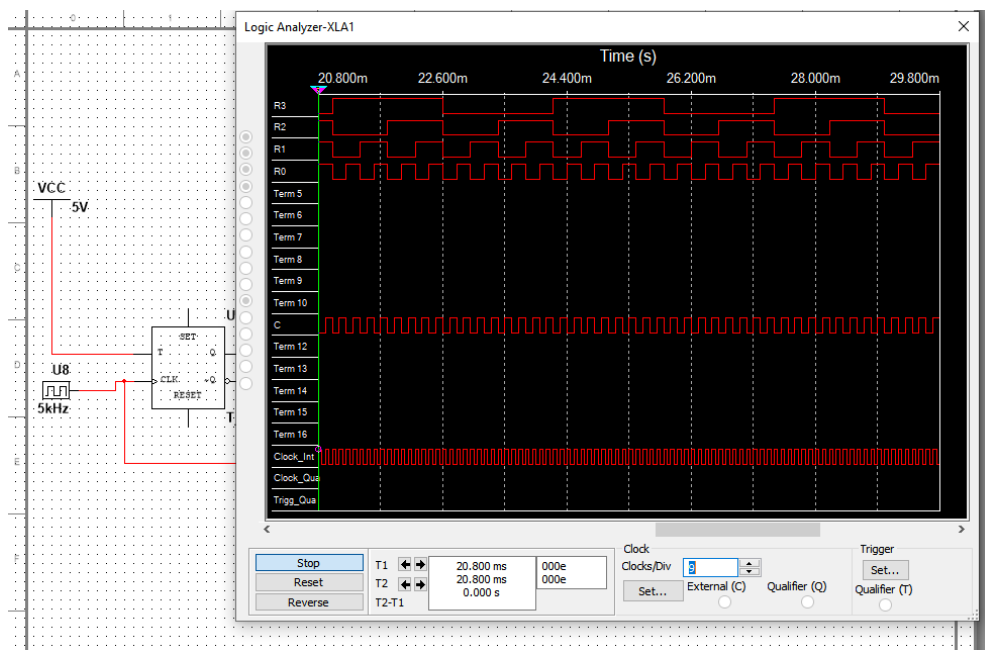 Logic Analyzer-XLA1
Time (s)
20.800m 22.600m 24.400m 26.200m 28.000m 29.800m
R3
R2
R1
R0
Term 5
Term 6
Term 7
Term 8
Term 9
Term 10
C
Term 12
Term 13
Term 14
Term 15
Term 16
Clock_Int
Clock_Qua
Trigg_Qua
0 1
A
B
C
D
E
F
VCC
5V
U8
5kHz
U
SET
T Q
CLK ~Q
RESET
T
Stop
Reset
Reverse
T1 20.800 ms 000e
T2 20.800 ms 000e
T2-T1 0.000 s
Clock
Clocks/Div 9
Set... External (C) Qualifier (Q)
Trigger
Set...
Qualifier (T)